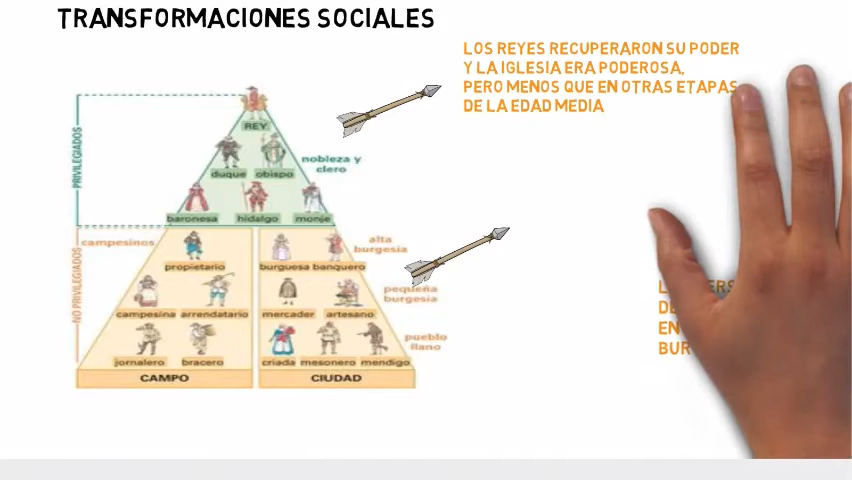 TRANSFORMACIONES SOCIALES
LOS REYES RECUPERARON SU PODER
Y LA IGLESIA ERA PODEROSA,
PERO MENOS QUE EN OTRAS ETAPAS
DE LA EDAD MEDIA
PRIVILEGIADOS
REY
nobleza y
clero
duque obispo
baronesa hidalgo monje
NO PRIVILEGIADOS
campesinos
alta
burguesía
propietario burguesa banquero
pequeña
burguesía
campesina arrendatario mercader artesano
pueblo
llano
jornalero bracero criada mesonero mendigo
CAMPO CIUDAD
EN